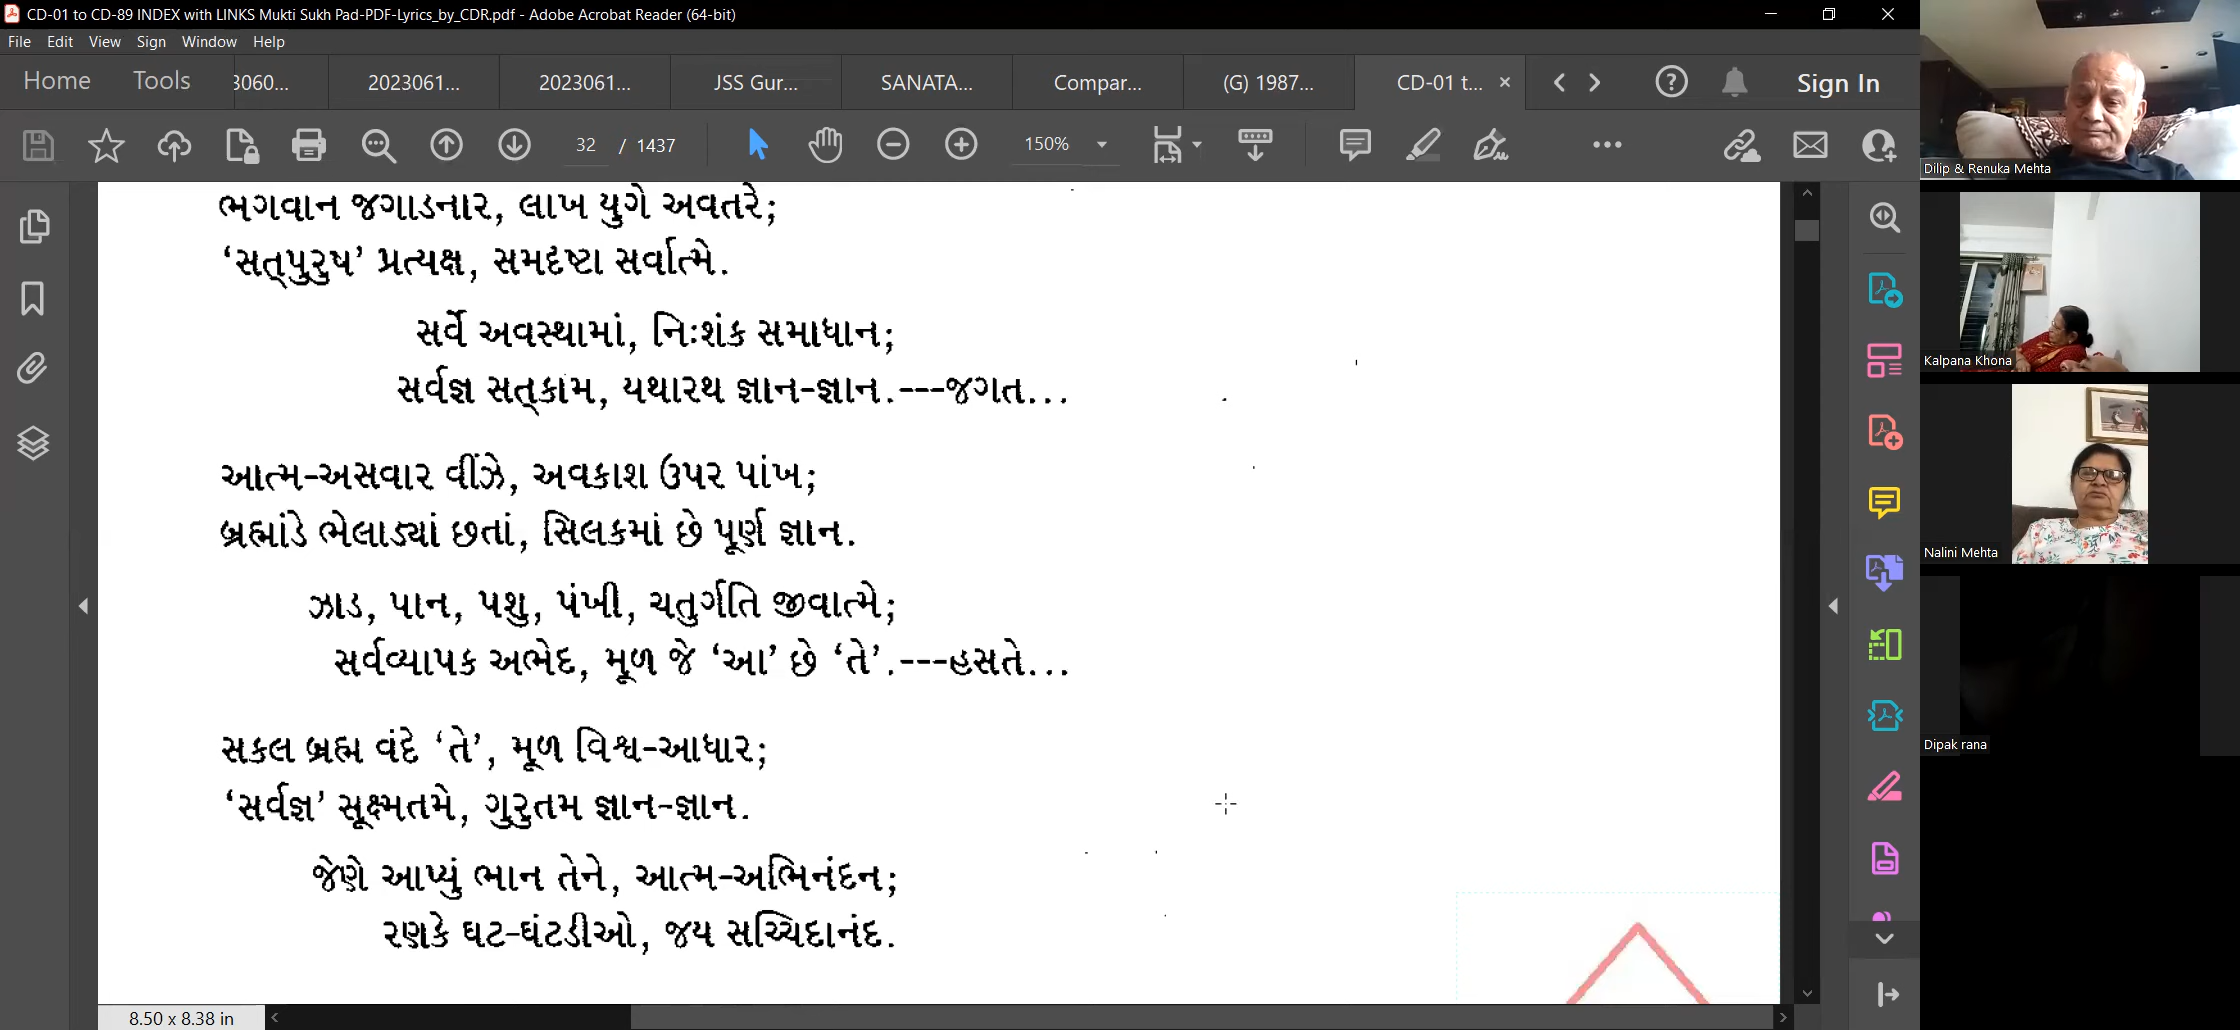 CD-01 to CD-89 INDEX with LINKS Mukti Sukh Pad-PDF-Lyrics_by_CDR.pdf - Adobe Acrobat Reader (64-bit)
File Edit View Sign Window Help
Home Tools 3060... 2023061... 2023061... JSS Gur... SANATA... Compar... (G) 1987... CD-01 t... Sign In
32 / 1437 150%
ભગવાન જગાડનાર, લાખ યુગે અવતરે;
‘સત્પુરુષ’ પ્રત્યક્ષ, સમદૃષ્ટા સર્વાત્મે.
સર્વે અવસ્થામાં, નિઃશંક સમાધાન;
સર્વજ્ઞ સત્કામ, યથારથ જ્ઞાન-જ્ઞાન.---જગત...
આત્મ-અસવાર વીંઝે, અવકાશ ઉપર પાંખ;
બ્રહ્માંડે ભેલાડ્યાં છતાં, સિલકમાં છે પૂર્ણ જ્ઞાન.
ઝાડ, પાન, પશુ, પંખી, ચતુર્ગતિ જીવાત્મે;
સર્વવ્યાપક અભેદ, મૂળ જે ‘આ’ છે ‘તે’.---હસતે...
સકલ બ્રહ્મ વંદે ‘તે’, મૂળ વિશ્વ-આધાર;
‘સર્વજ્ઞ’ સૂક્ષ્મતમે, ગુરુતમ જ્ઞાન-જ્ઞાન.
જેણે આપ્યું ભાન તેને, આત્મ-અભિનંદન;
રણકે ઘટ-ઘંટડીઓ, જય સચ્ચિદાનંદ.
8.50 x 8.38 in
Dilip & Renuka Mehta
Kalpana Khona
Nalini Mehta
Dipak rana